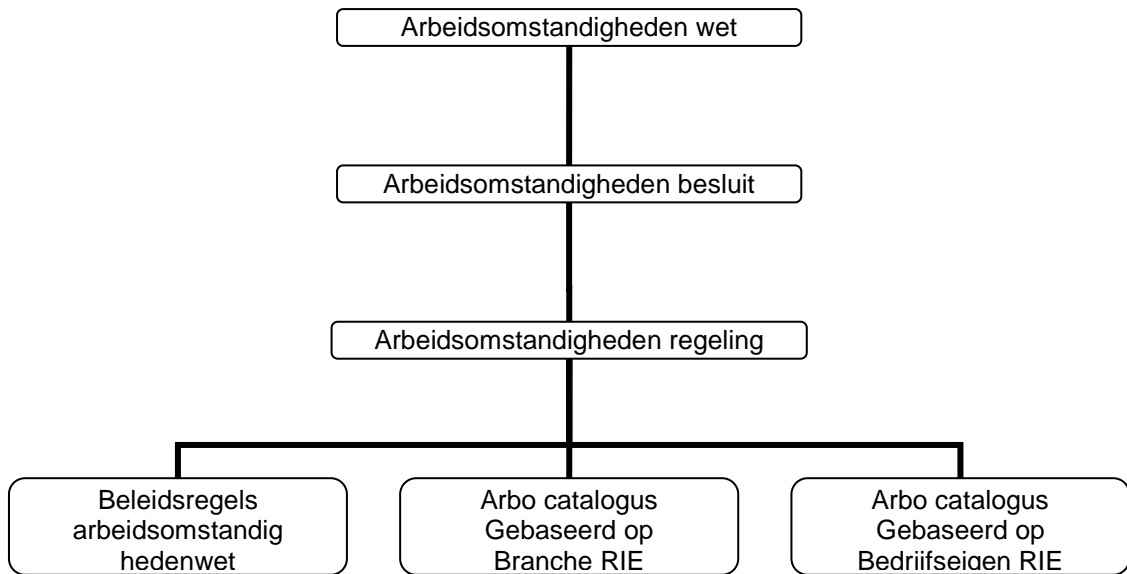 Arbeidsomstandigheden wet
Arbeidsomstandigheden besluit
Arbeidsomstandigheden regeling
Beleidsregels
arbeidsomstandig
hedenwet
Arbo catalogus
Gebaseerd op
Branche RIE
Arbo catalogus
Gebaseerd op
Bedrijfseigen RIE